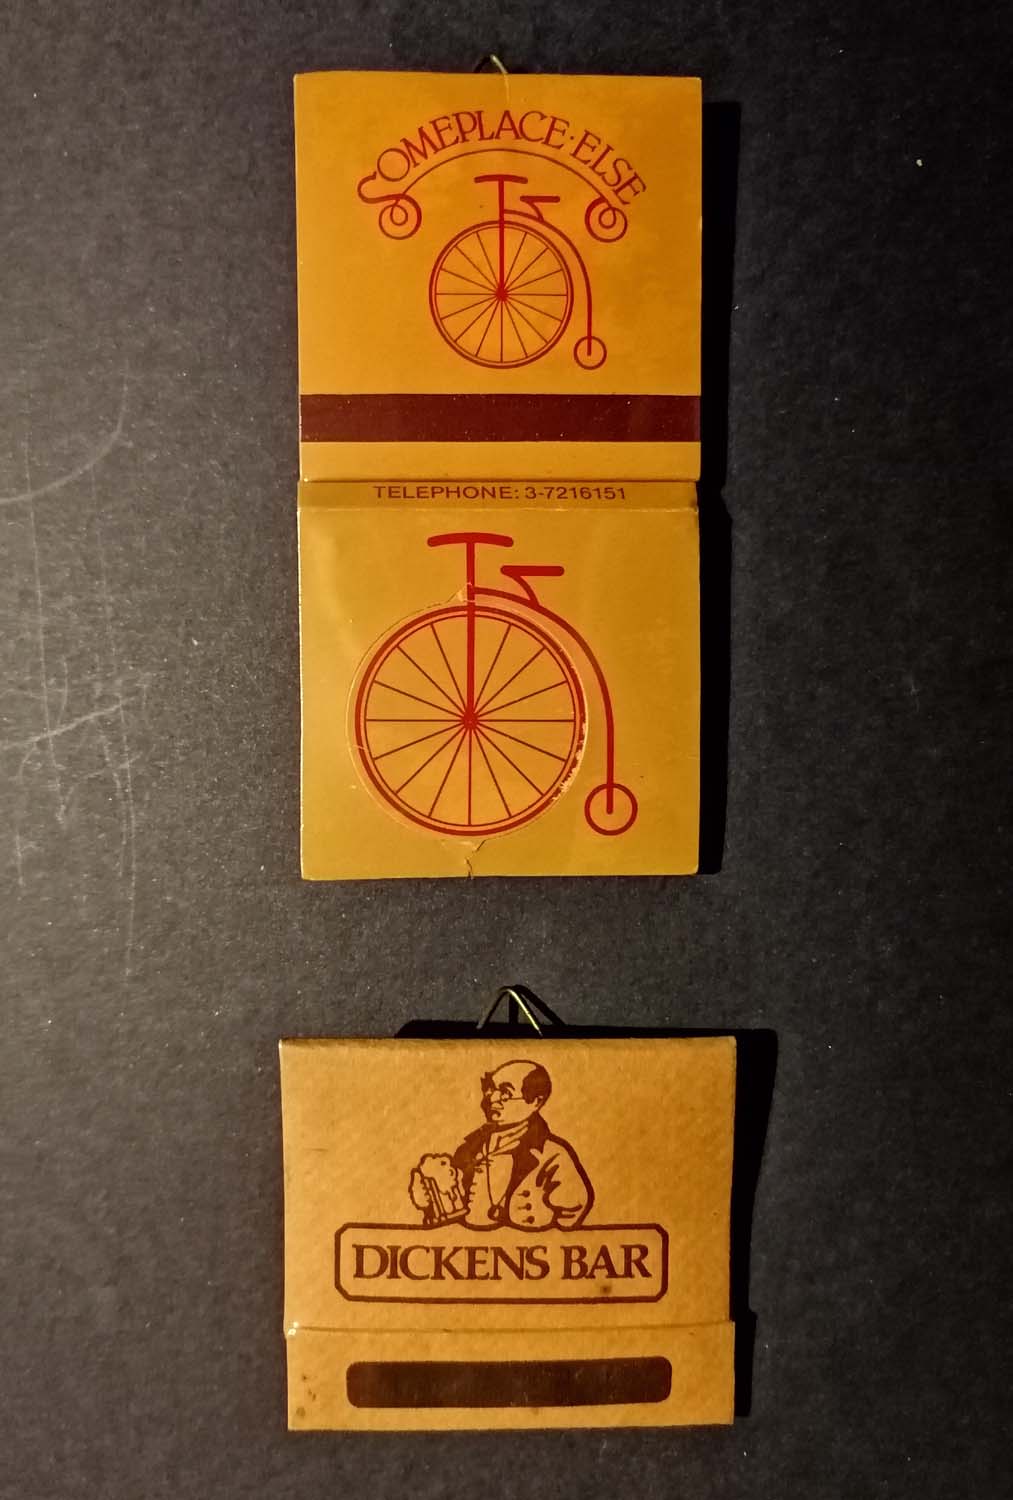 SOMEPLACE·ELSE
TELEPHONE: 3-7216151
DICKENS BAR